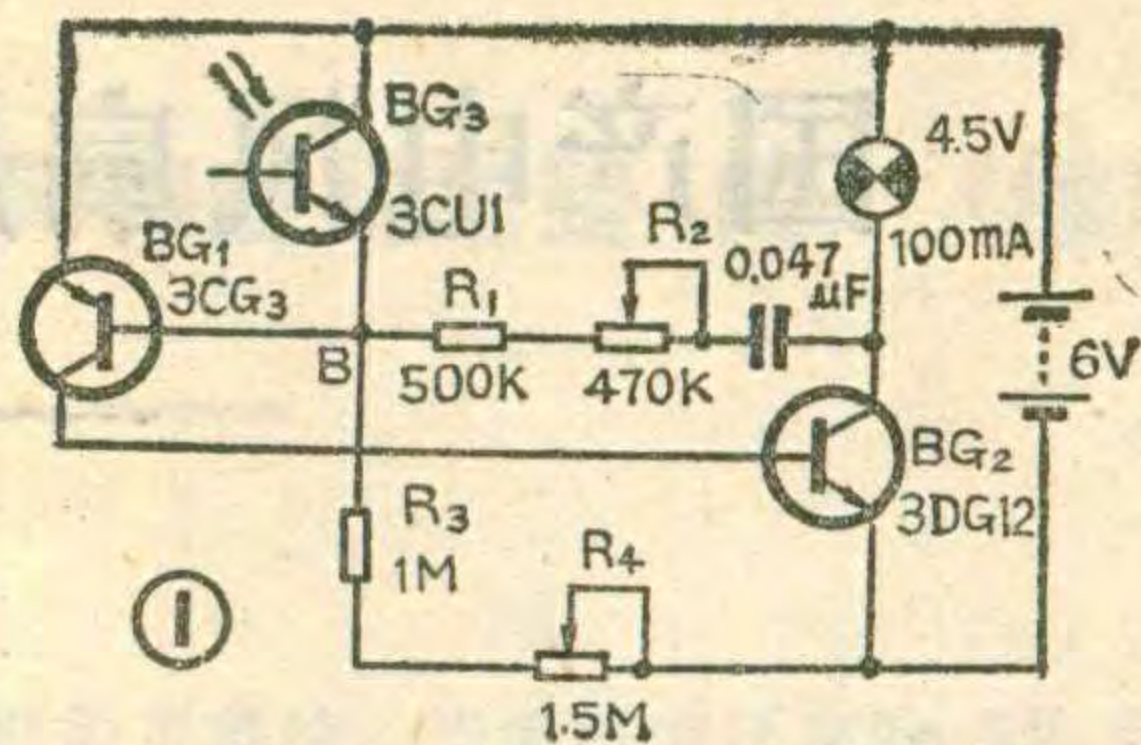 BG3
3CU1
4.5V
100mA
BG1
3CG3
B
R1
500K
R2
470K
0.047
μF
6V
BG2
3DG12
R3
1M
R4
1.5M
1